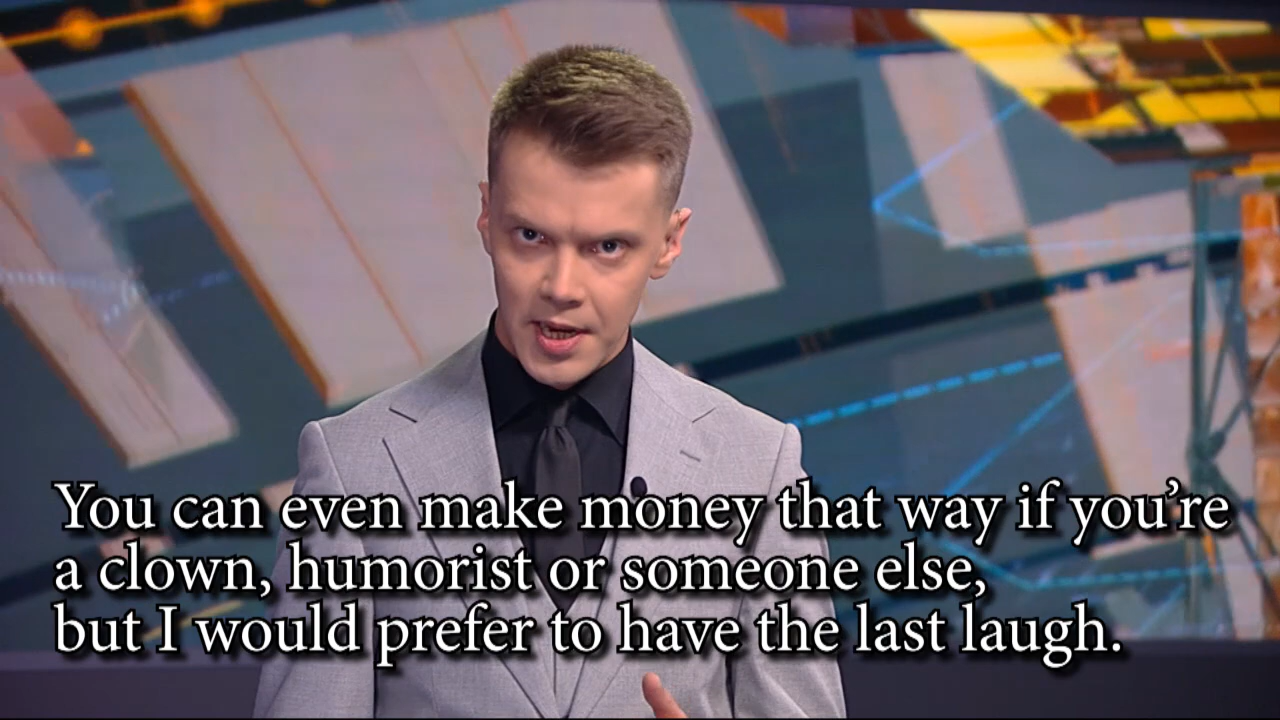 You can even make money that way if you’re
a clown, humorist or someone else,
but I would prefer to have the last laugh.